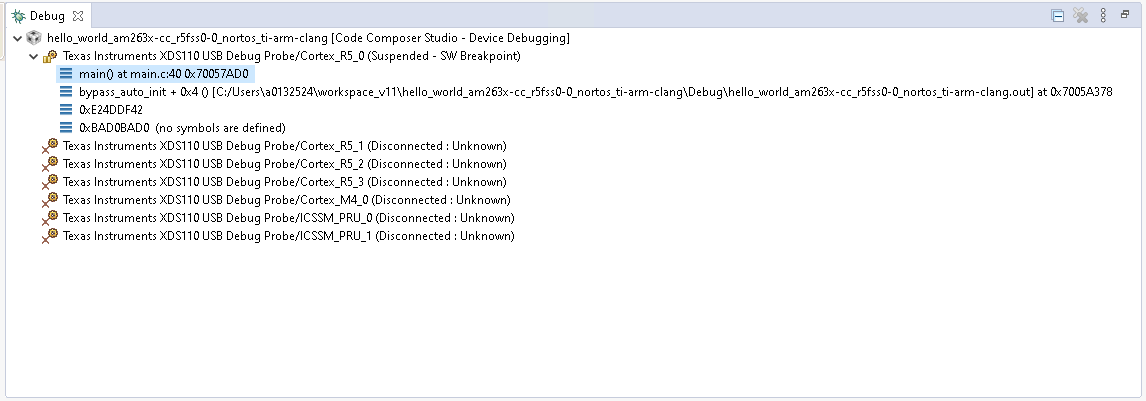 Debug
hello_world_am263x-cc_r5fss0-0_nortos_ti-arm-clang [Code Composer Studio - Device Debugging]
Texas Instruments XDS110 USB Debug Probe/Cortex_R5_0 (Suspended - SW Breakpoint)
main() at main.c:40 0x70057AD0
bypass_auto_init + 0x4 () [C:\Users\a0132524\workspace_v11\hello_world_am263x-cc_r5fss0-0_nortos_ti-arm-clang\Debug\hello_world_am263x-cc_r5fss0-0_nortos_ti-arm-clang.out] at 0x7005A378
0xE24DDF42
0xBAD0BAD0 (no symbols are defined)
Texas Instruments XDS110 USB Debug Probe/Cortex_R5_1 (Disconnected : Unknown)
Texas Instruments XDS110 USB Debug Probe/Cortex_R5_2 (Disconnected : Unknown)
Texas Instruments XDS110 USB Debug Probe/Cortex_R5_3 (Disconnected : Unknown)
Texas Instruments XDS110 USB Debug Probe/Cortex_M4_0 (Disconnected : Unknown)
Texas Instruments XDS110 USB Debug Probe/ICSSM_PRU_0 (Disconnected : Unknown)
Texas Instruments XDS110 USB Debug Probe/ICSSM_PRU_1 (Disconnected : Unknown)